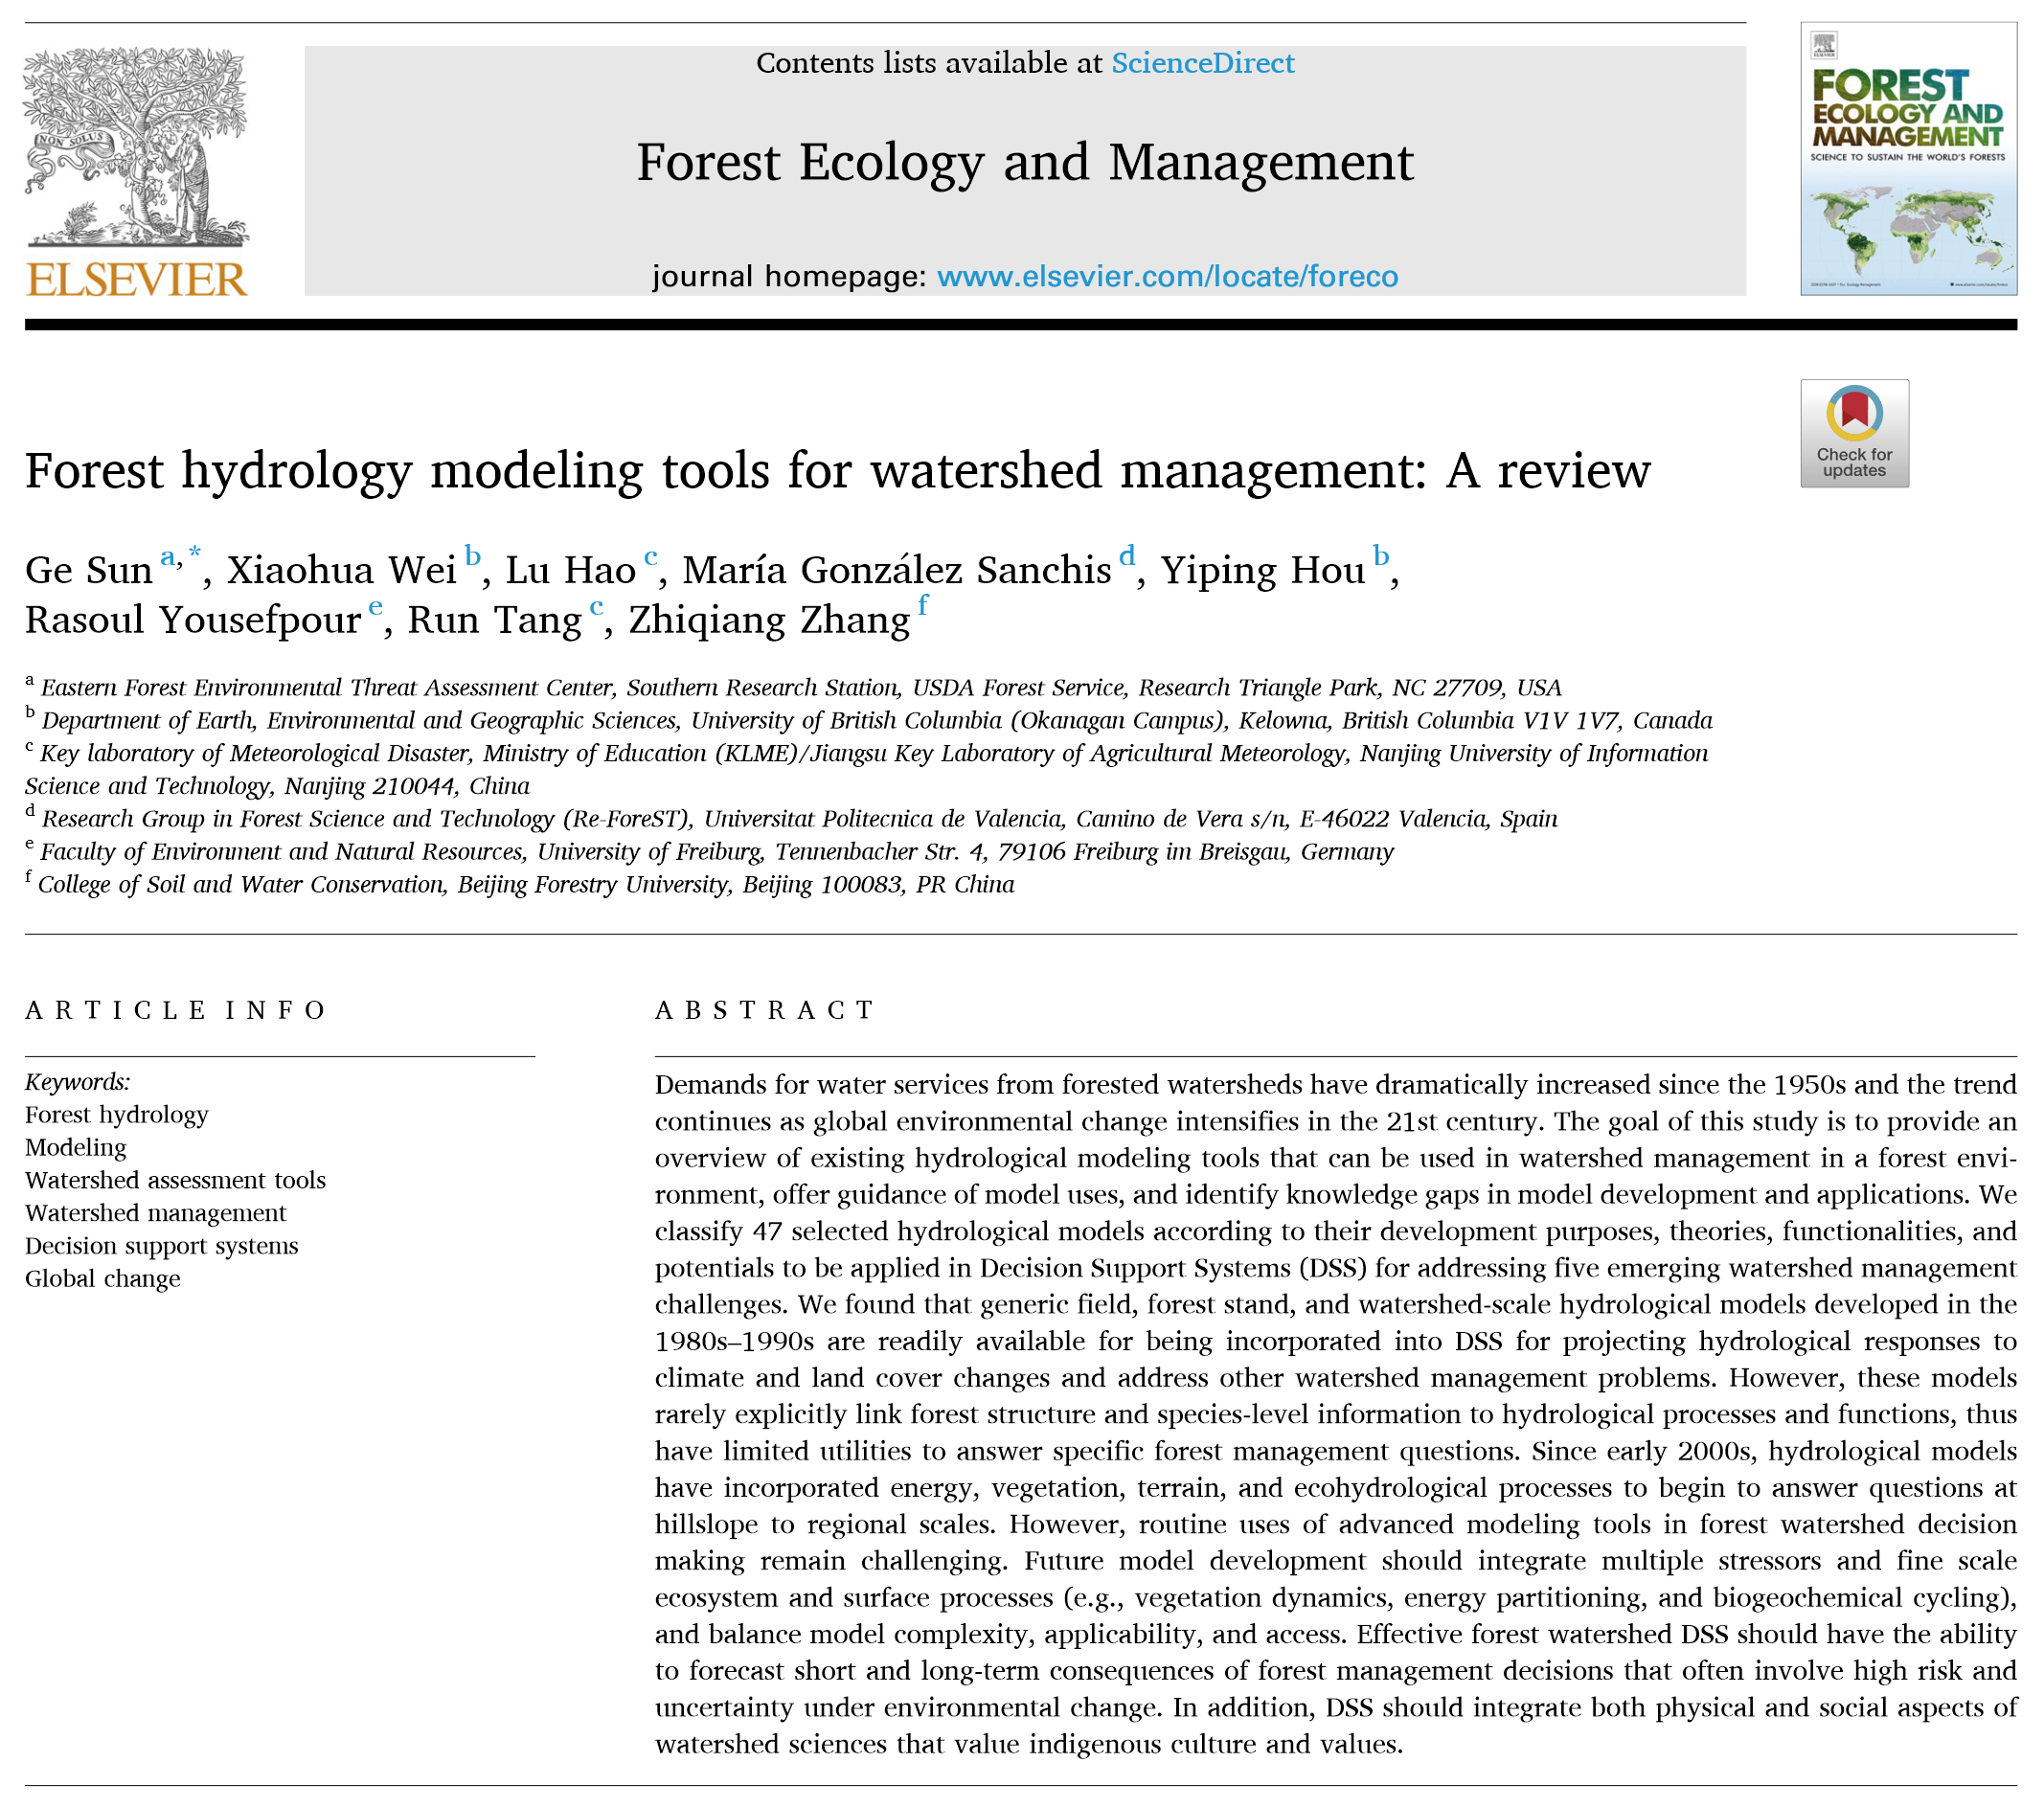 Contents lists available at ScienceDirect
Forest Ecology and Management
journal homepage: www.elsevier.com/locate/foreco
NON SOLUS
ELSEVIER
FOREST
ECOLOGY AND
MANAGEMENT
SCIENCE TO SUSTAIN THE WORLD'S FORESTS
Check for
updates
Forest hydrology modeling tools for watershed management: A review
Ge Sun a,*, Xiaohua Wei b, Lu Hao c, María González Sanchis d, Yiping Hou b,
Rasoul Yousefpour e, Run Tang c, Zhiqiang Zhang f
a Eastern Forest Environmental Threat Assessment Center, Southern Research Station, USDA Forest Service, Research Triangle Park, NC 27709, USA
b Department of Earth, Environmental and Geographic Sciences, University of British Columbia (Okanagan Campus), Kelowna, British Columbia V1V 1V7, Canada
c Key laboratory of Meteorological Disaster, Ministry of Education (KLME)/Jiangsu Key Laboratory of Agricultural Meteorology, Nanjing University of Information
Science and Technology, Nanjing 210044, China
d Research Group in Forest Science and Technology (Re-ForeST), Universitat Politecnica de Valencia, Camino de Vera s/n, E-46022 Valencia, Spain
e Faculty of Environment and Natural Resources, University of Freiburg, Tennenbacher Str. 4, 79106 Freiburg im Breisgau, Germany
f College of Soil and Water Conservation, Beijing Forestry University, Beijing 100083, PR China
ARTICLE INFO
Keywords:
Forest hydrology
Modeling
Watershed assessment tools
Watershed management
Decision support systems
Global change
ABSTRACT
Demands for water services from forested watersheds have dramatically increased since the 1950s and the trend
continues as global environmental change intensifies in the 21st century. The goal of this study is to provide an
overview of existing hydrological modeling tools that can be used in watershed management in a forest envi-
ronment, offer guidance of model uses, and identify knowledge gaps in model development and applications. We
classify 47 selected hydrological models according to their development purposes, theories, functionalities, and
potentials to be applied in Decision Support Systems (DSS) for addressing five emerging watershed management
challenges. We found that generic field, forest stand, and watershed-scale hydrological models developed in the
1980s–1990s are readily available for being incorporated into DSS for projecting hydrological responses to
climate and land cover changes and address other watershed management problems. However, these models
rarely explicitly link forest structure and species-level information to hydrological processes and functions, thus
have limited utilities to answer specific forest management questions. Since early 2000s, hydrological models
have incorporated energy, vegetation, terrain, and ecohydrological processes to begin to answer questions at
hillslope to regional scales. However, routine uses of advanced modeling tools in forest watershed decision
making remain challenging. Future model development should integrate multiple stressors and fine scale
ecosystem and surface processes (e.g., vegetation dynamics, energy partitioning, and biogeochemical cycling),
and balance model complexity, applicability, and access. Effective forest watershed DSS should have the ability
to forecast short and long-term consequences of forest management decisions that often involve high risk and
uncertainty under environmental change. In addition, DSS should integrate both physical and social aspects of
watershed sciences that value indigenous culture and values.